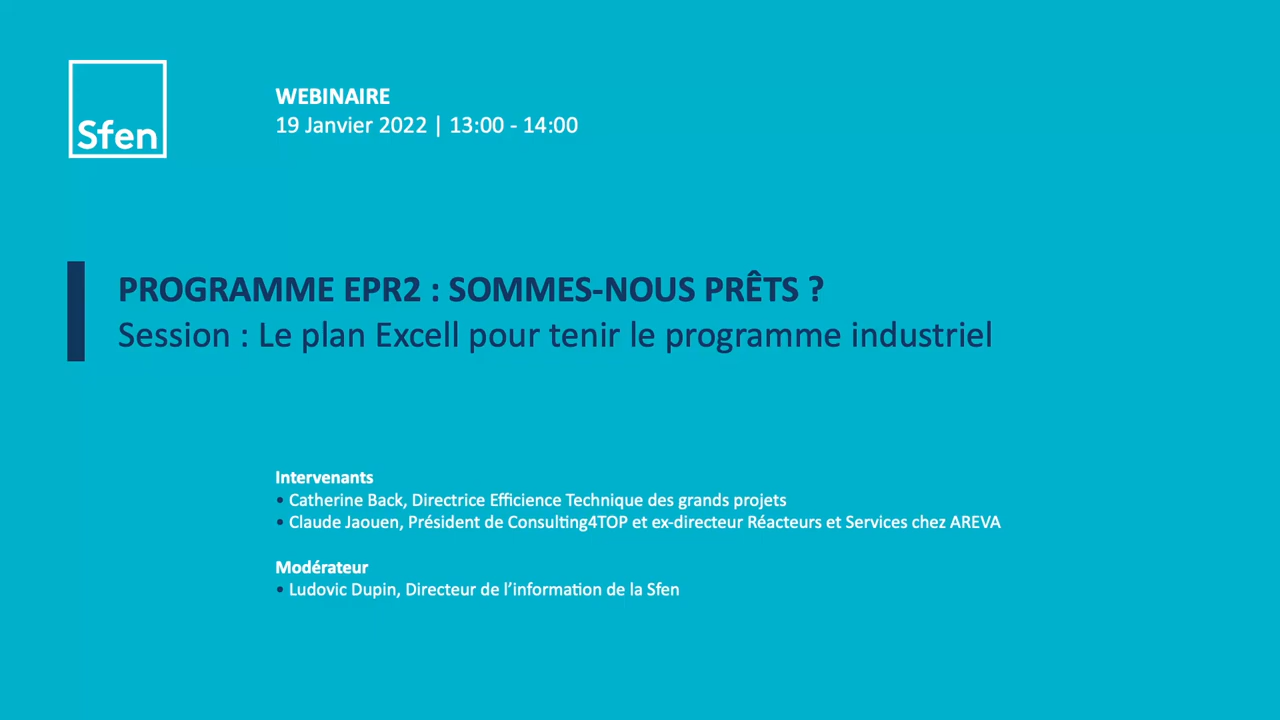 Sfen
WEBINAIRE
19 Janvier 2022 | 13:00 - 14:00
PROGRAMME EPR2 : SOMMES-NOUS PRÊTS ?
Session : Le plan Excell pour tenir le programme industriel
Intervenants
• Catherine Back, Directrice Efficience Technique des grands projets
• Claude Jaouen, Président de Consulting4TOP et ex-directeur Réacteurs et Services chez AREVA
Modérateur
• Ludovic Dupin, Directeur de l’information de la Sfen